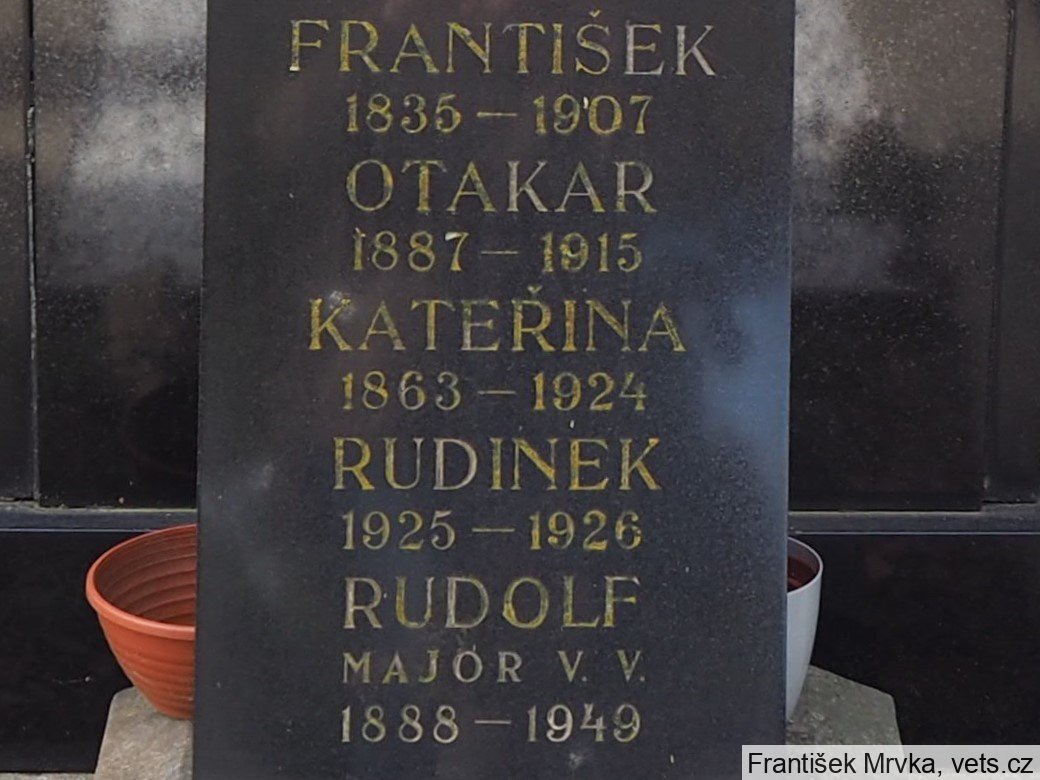 FRANTIŠEK
1835 – 1907
OTAKAR
1887 – 1915
KATEŘINA
1863 – 1924
RUDINEK
1925 – 1926
RUDOLF
MAJOR V. V.
1888 – 1949
František Mrvka, vets.cz